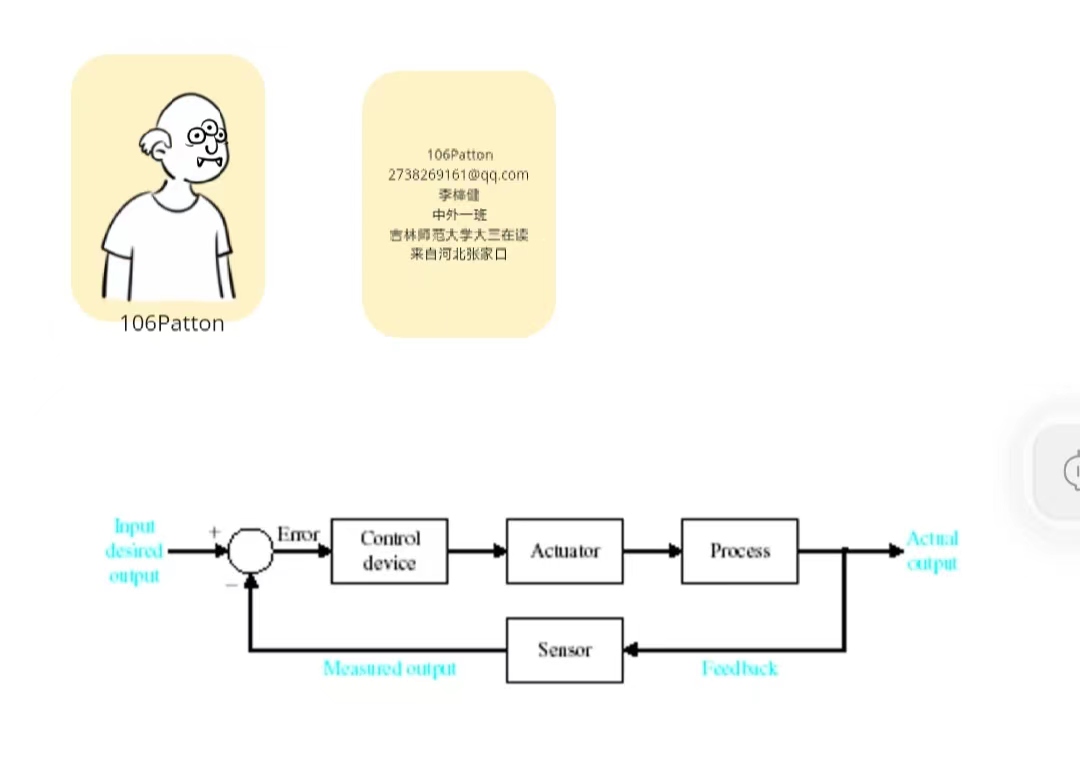 106Patton
106Patton
2738269161@qq.com
李梓健
中外一班
吉林师范大学大三在读
来自河北张家口
Input
desired
output
+
−
Error
Control
device
Actuator
Process
Actual
output
Sensor
Measured output
Feedback